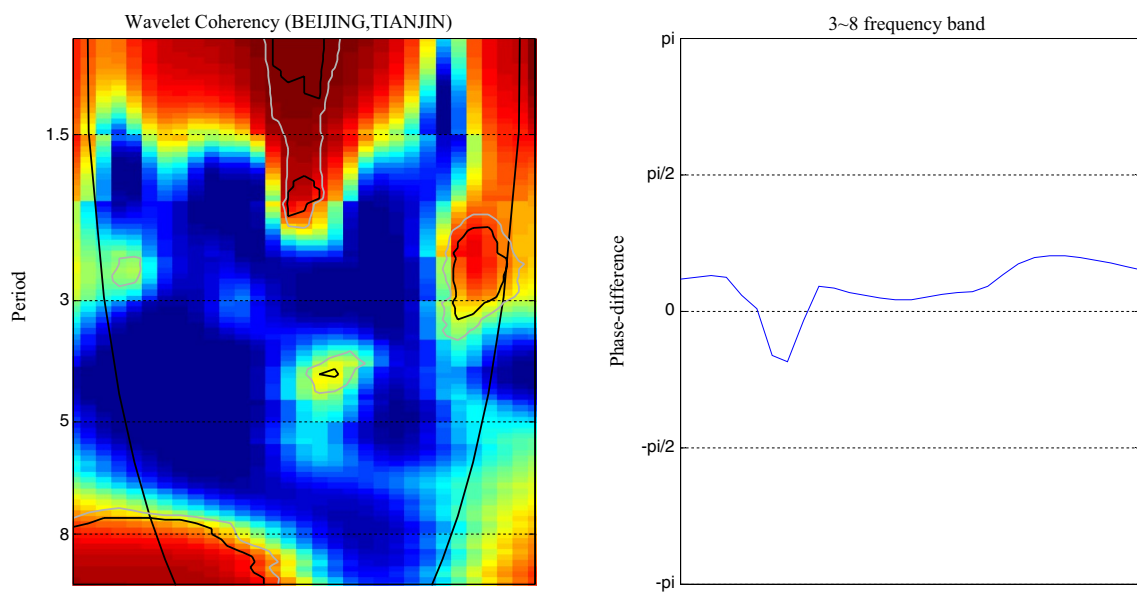 Wavelet Coherency (BEIJING,TIANJIN)
Period
1.5
3
5
8
3~8 frequency band
Phase-difference
pi
pi/2
0
-pi/2
-pi